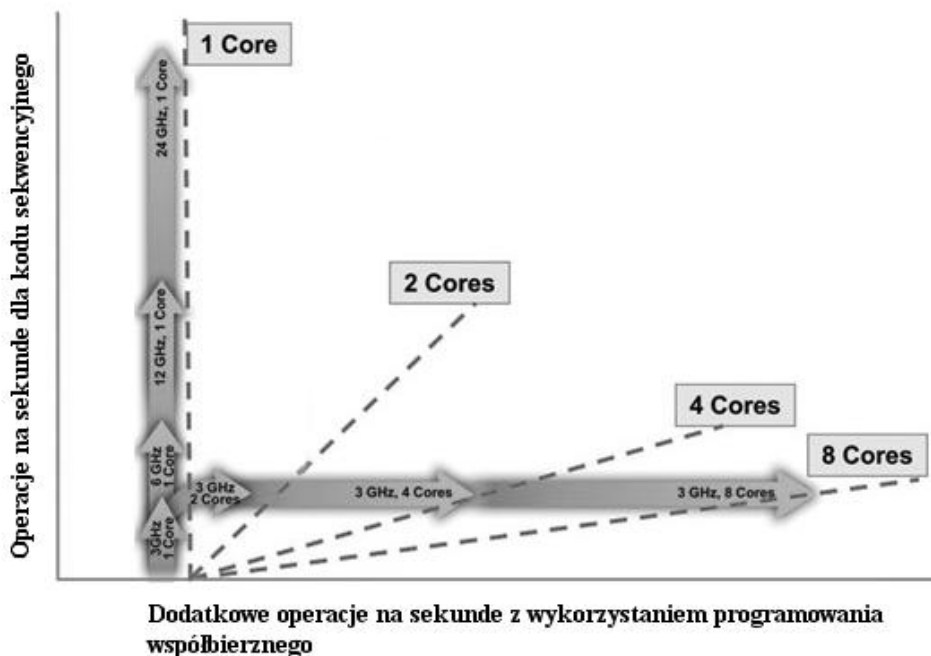 Operacje na sekunde dla kodu sekwencyjnego
1 Core
24 GHz, 1 Core
12 GHz, 1 Core
6 GHz
1 Core
3GHz
1 Core
2 Cores
4 Cores
8 Cores
3 GHz
2 Cores
3 GHz, 4 Cores
3 GHz, 8 Cores
Dodatkowe operacje na sekunde z wykorzystaniem programowania
współbierznego